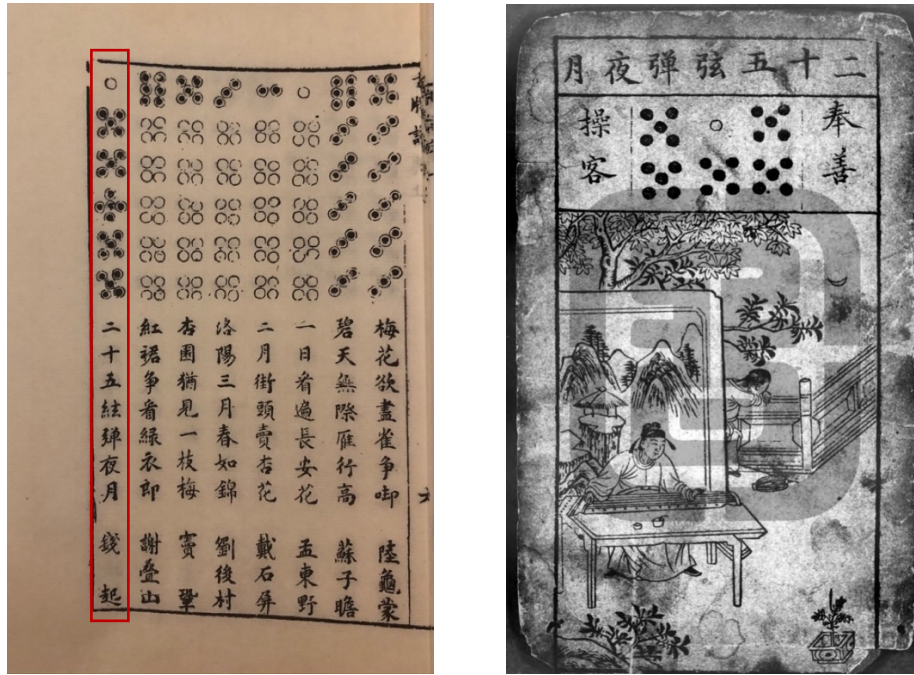 梅花欲盡雀争啣 陸龜蒙
碧天無際雁行高 蘇子瞻
一日看遍長安花 孟東野
二月街頭賣杏花 戴石屏
洛陽三月春如錦 劉後村
杏園猶見一枝梅 竇鞏
紅裙争看綠衣郎 謝叠山
二十五絃彈夜月 錢起
二十五弦弹夜月
奉善
操客